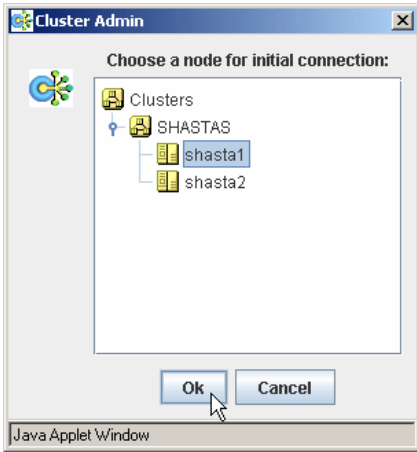 Cluster Admin
Choose a node for initial connection:
Clusters
SHASTAS
shasta1
shasta2
Ok
Cancel
Java Applet Window